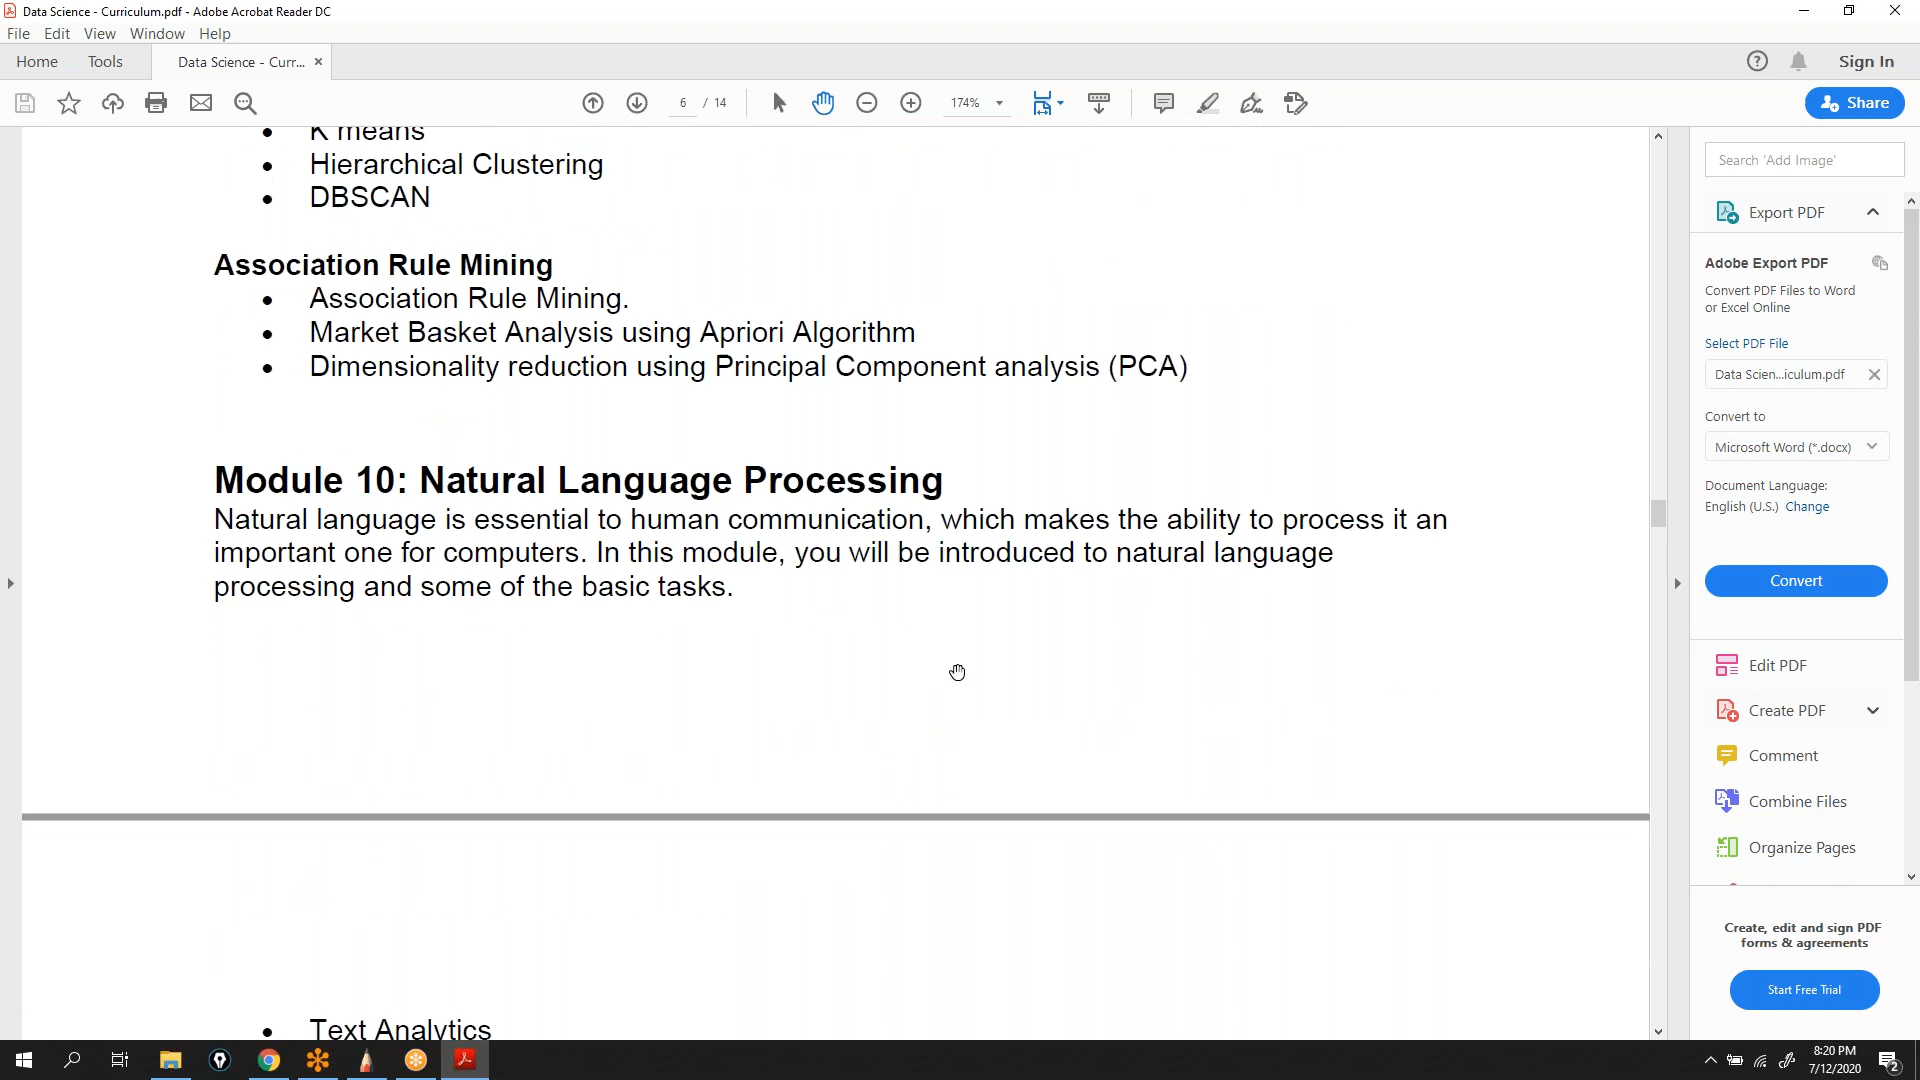 Data Science - Curriculum.pdf - Adobe Acrobat Reader DC
File Edit View Window Help
Home Tools Data Science - Curr... ×
Sign In
6 / 14
174%
Share
K means
Hierarchical Clustering
DBSCAN
Association Rule Mining
Association Rule Mining.
Market Basket Analysis using Apriori Algorithm
Dimensionality reduction using Principal Component analysis (PCA)
Module 10: Natural Language Processing
Natural language is essential to human communication, which makes the ability to process it an
important one for computers. In this module, you will be introduced to natural language
processing and some of the basic tasks.
Text Analytics
Search 'Add Image'
Export PDF
Adobe Export PDF
Convert PDF Files to Word
or Excel Online
Select PDF File
Data Scien...iculum.pdf
Convert to
Microsoft Word (*.docx)
Document Language:
English (U.S.) Change
Convert
Edit PDF
Create PDF
Comment
Combine Files
Organize Pages
Create, edit and sign PDF
forms & agreements
Start Free Trial
8:20 PM
7/12/2020
2